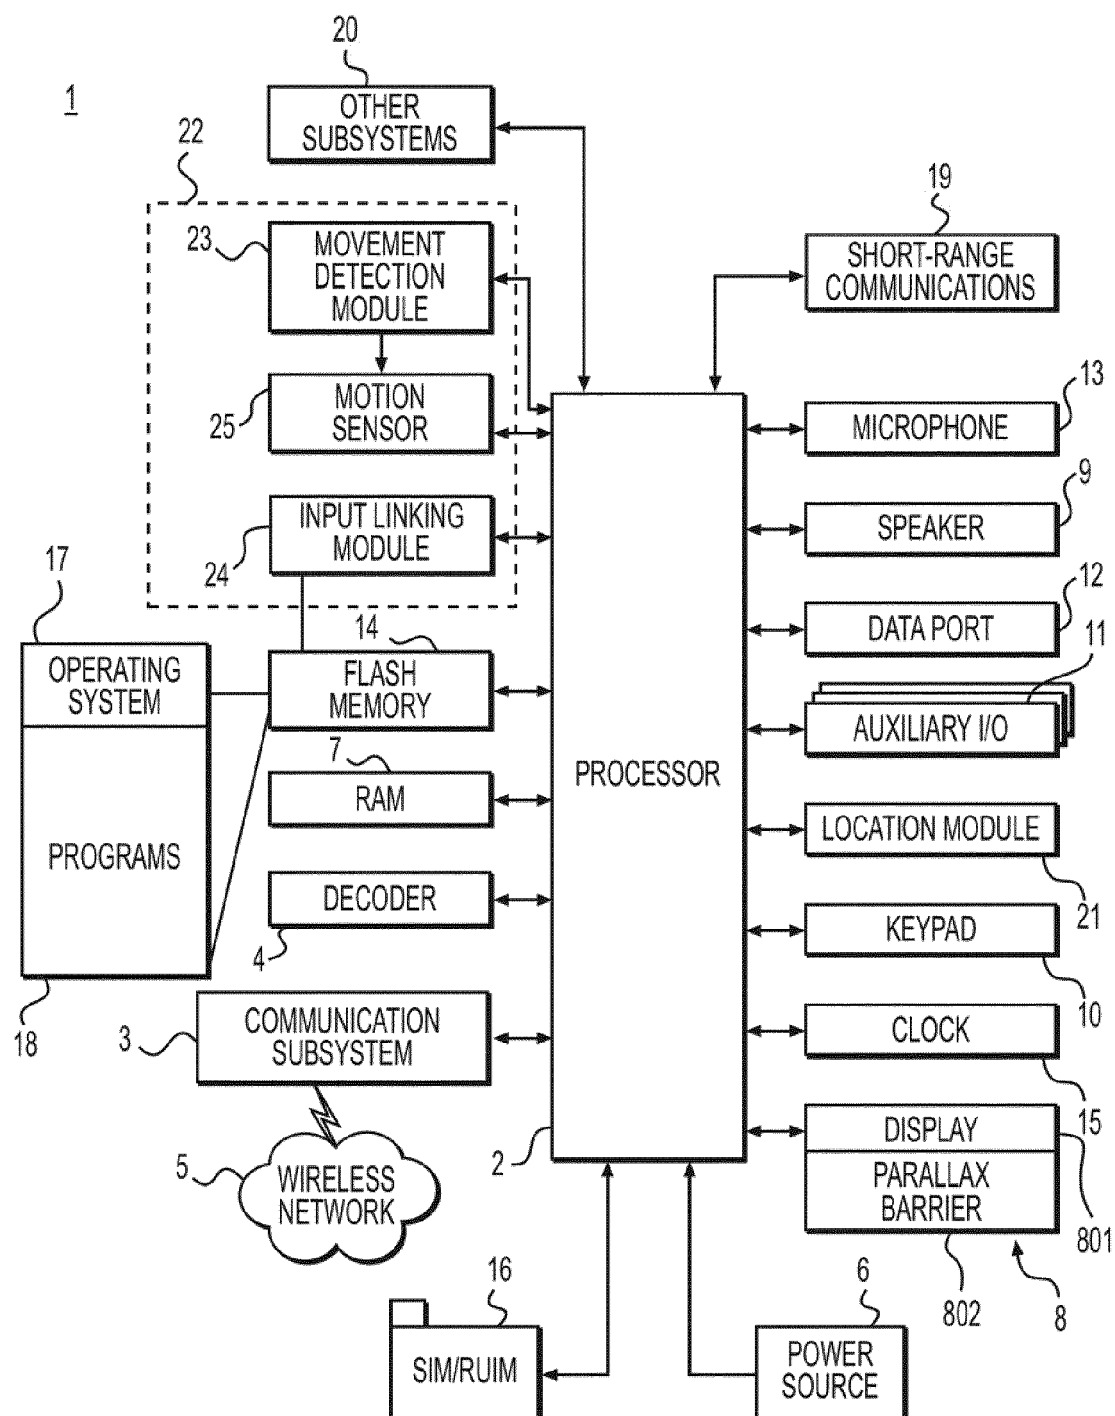 20
1
OTHER
SUBSYSTEMS
22
19
23
MOVEMENT
DETECTION
MODULE
SHORT-RANGE
COMMUNICATIONS
25
MOTION
SENSOR
13
MICROPHONE
9
SPEAKER
24
INPUT LINKING
MODULE
17
12
DATA PORT
14
11
OPERATING
SYSTEM
FLASH
MEMORY
AUXILIARY I/O
7
RAM
PROCESSOR
LOCATION MODULE
21
PROGRAMS
DECODER
4
KEYPAD
10
18
3
COMMUNICATION
SUBSYSTEM
CLOCK
15
5
WIRELESS
NETWORK
2
DISPLAY
PARALLAX
BARRIER
801
802
8
16
SIM/RUIM
6
POWER
SOURCE